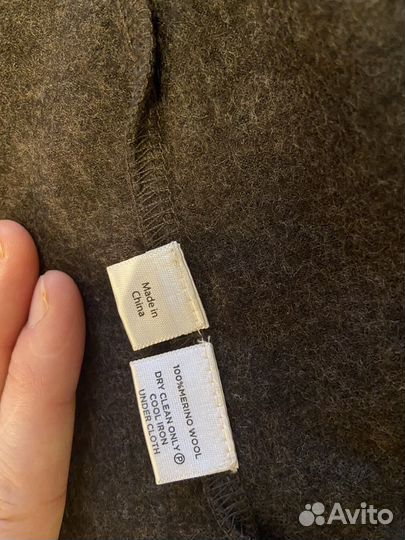 Made in
China
100%MERINO WOOL
DRY CLEAN ONLY Ⓟ
COOL IRON
UNDER CLOTH
Avito